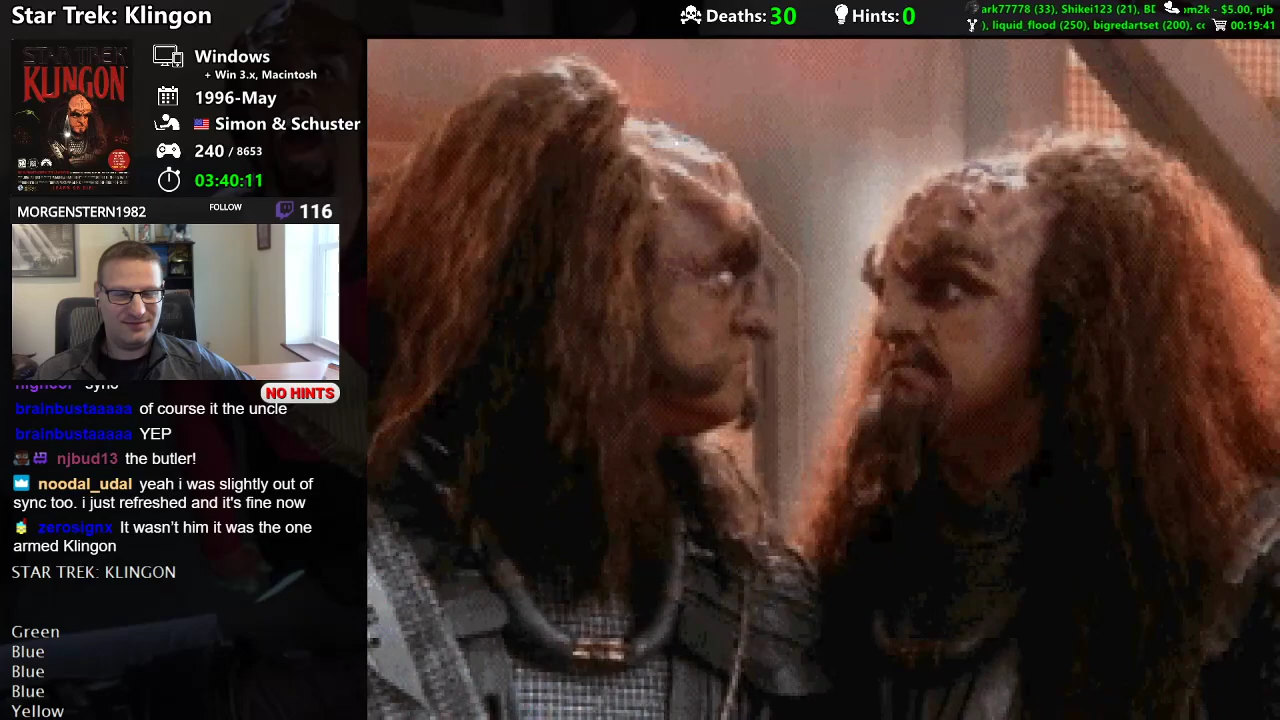 Star Trek: Klingon
Deaths: 30
Hints: 0
ark77778 (33), Shikei123 (21),
m2k - $5.00, njb
), liquid_flood (250), bigredartset (200), cc
00:19:41
STAR TREK
KLINGON
Windows
+ Win 3.x, Macintosh
1996-May
Simon & Schuster
240 / 8653
03:40:11
MORGENSTERN1982
FOLLOW
116
NO HINTS
sync
brainbustaaaaa of course it the uncle
brainbustaaaaa YEP
njbud13 the butler!
noodal_udal yeah i was slightly out of
sync too. i just refreshed and it's fine now
zerosignx It wasn't him it was the one
armed Klingon
STAR TREK: KLINGON
Green
Blue
Blue
Blue
Yellow